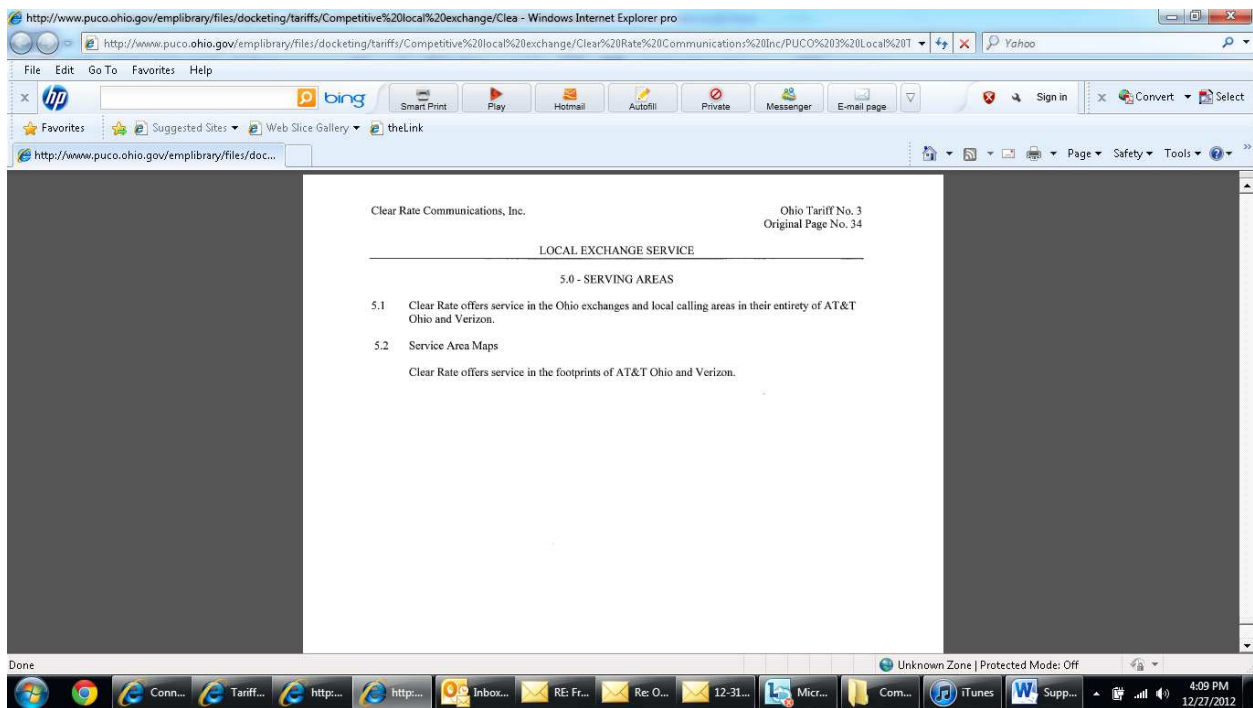 http://www.puco.ohio.gov/emplibrary/files/docketing/tariffs/Competitive%20local%20exchange/Clea - Windows Internet Explorer pro
http://www.puco.ohio.gov/emplibrary/files/docketing/tariffs/Competitive%20local%20exchange/Clear%20Rate%20Communications%20Inc/PUCO%203%20Local%20T
Yahoo
File Edit Go To Favorites Help
x hp bing Smart Print Play Hotmail Autofill Private Messenger E-mail page Sign in x Convert Select
Favorites Suggested Sites Web Slice Gallery theLink
http://www.puco.ohio.gov/emplibrary/files/doc... Page Safety Tools
Clear Rate Communications, Inc. Ohio Tariff No. 3
Original Page No. 34
LOCAL EXCHANGE SERVICE
5.0 - SERVING AREAS
5.1 Clear Rate offers service in the Ohio exchanges and local calling areas in their entirety of AT&T
Ohio and Verizon.
5.2 Service Area Maps
Clear Rate offers service in the footprints of AT&T Ohio and Verizon.
Done Unknown Zone | Protected Mode: Off
Conn... Tariff... http:... http:... Inbox... RE: Fr... Re: O... 12-31... Micr... Com... iTunes Supp... 4:09 PM
12/27/2012